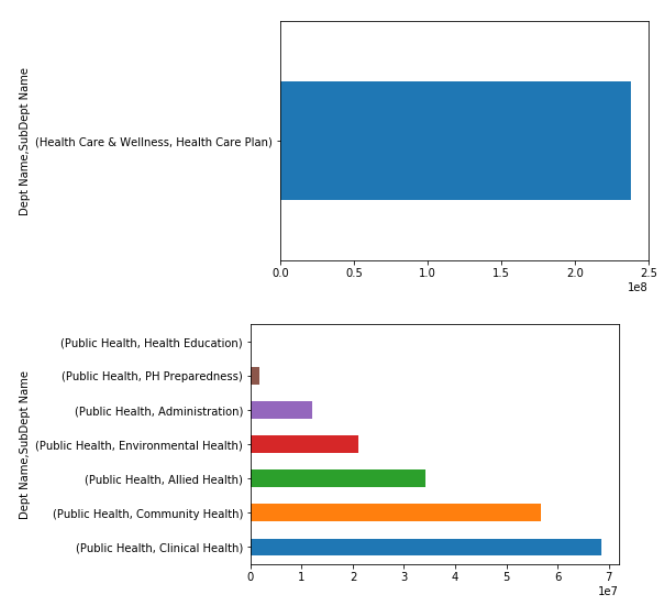 Dept Name,SubDept Name
(Health Care & Wellness, Health Care Plan)
0.0 0.5 1.0 1.5 2.0 2.5
1e8
Dept Name,SubDept Name
(Public Health, Health Education)
(Public Health, PH Preparedness)
(Public Health, Administration)
(Public Health, Environmental Health)
(Public Health, Allied Health)
(Public Health, Community Health)
(Public Health, Clinical Health)
0 1 2 3 4 5 6 7
1e7